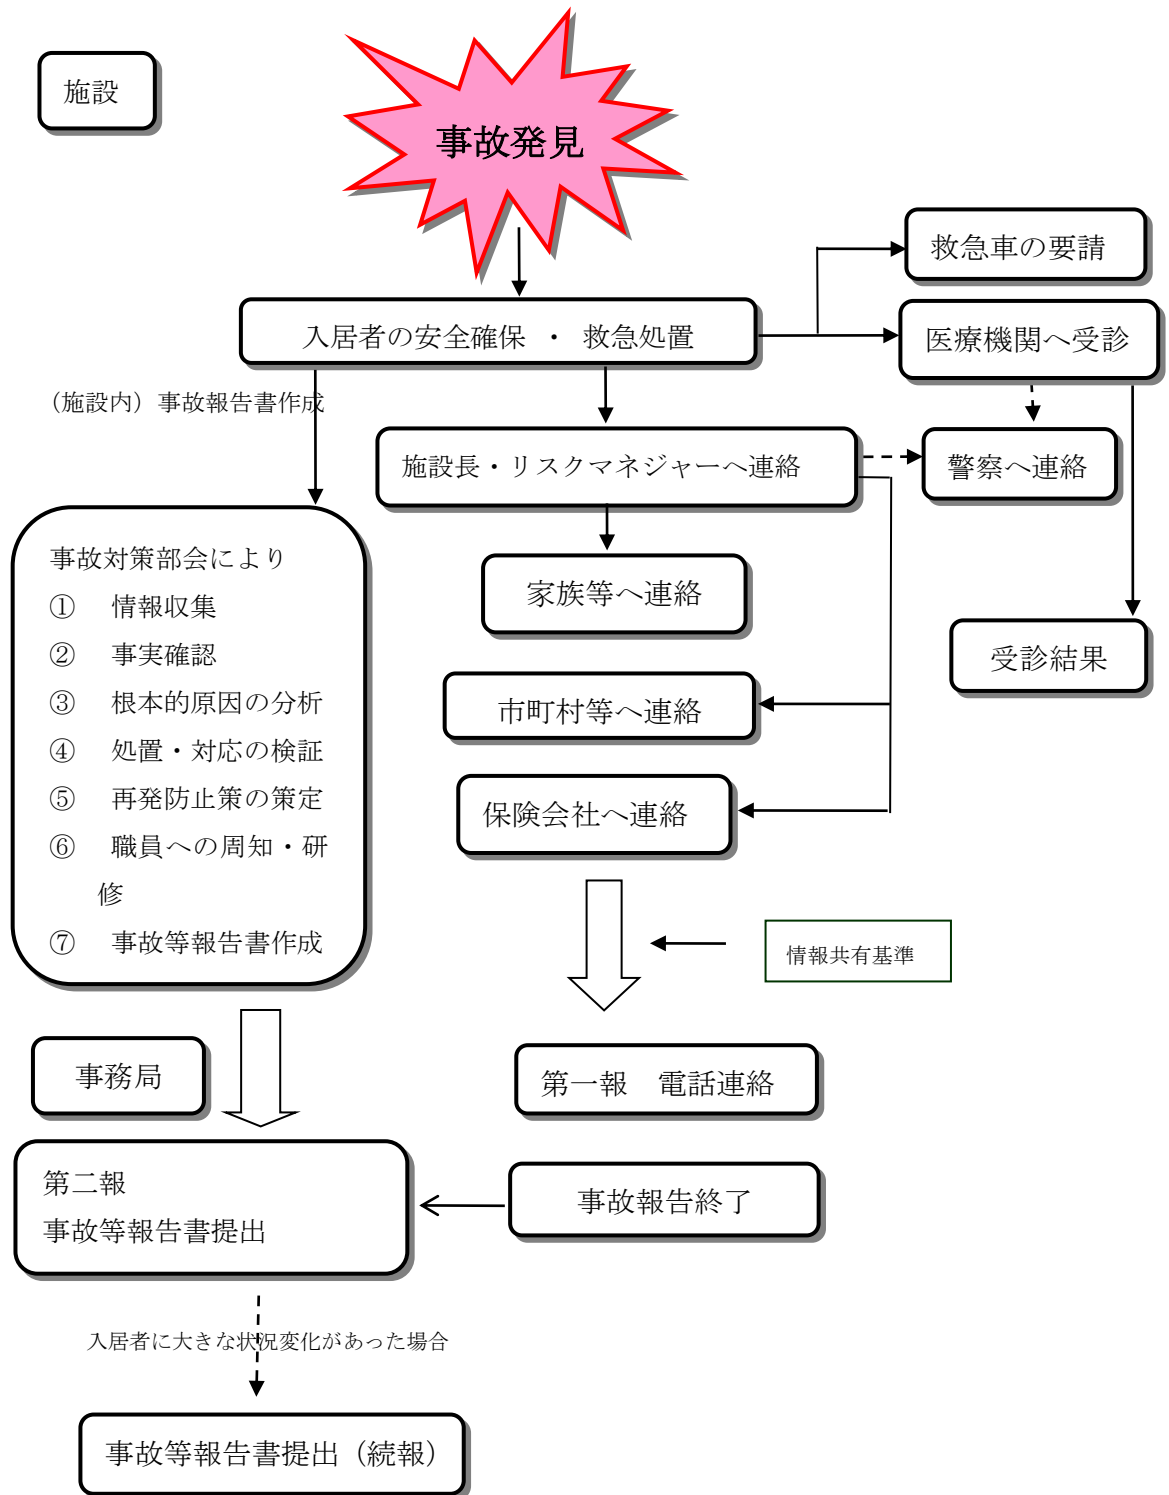 施設
事故発見
救急車の要請
入居者の安全確保 ・ 救急処置
医療機関へ受診
（施設内）事故報告書作成
施設長・リスクマネジャーへ連絡
警察へ連絡
事故対策部会により
① 情報収集
② 事実確認
③ 根本的原因の分析
④ 処置・対応の検証
⑤ 再発防止策の策定
⑥ 職員への周知・研
修
⑦ 事故等報告書作成
家族等へ連絡
受診結果
市町村等へ連絡
保険会社へ連絡
情報共有基準
事務局
第一報 電話連絡
第二報
事故等報告書提出
事故報告終了
入居者に大きな状況変化があった場合
事故等報告書提出（続報）